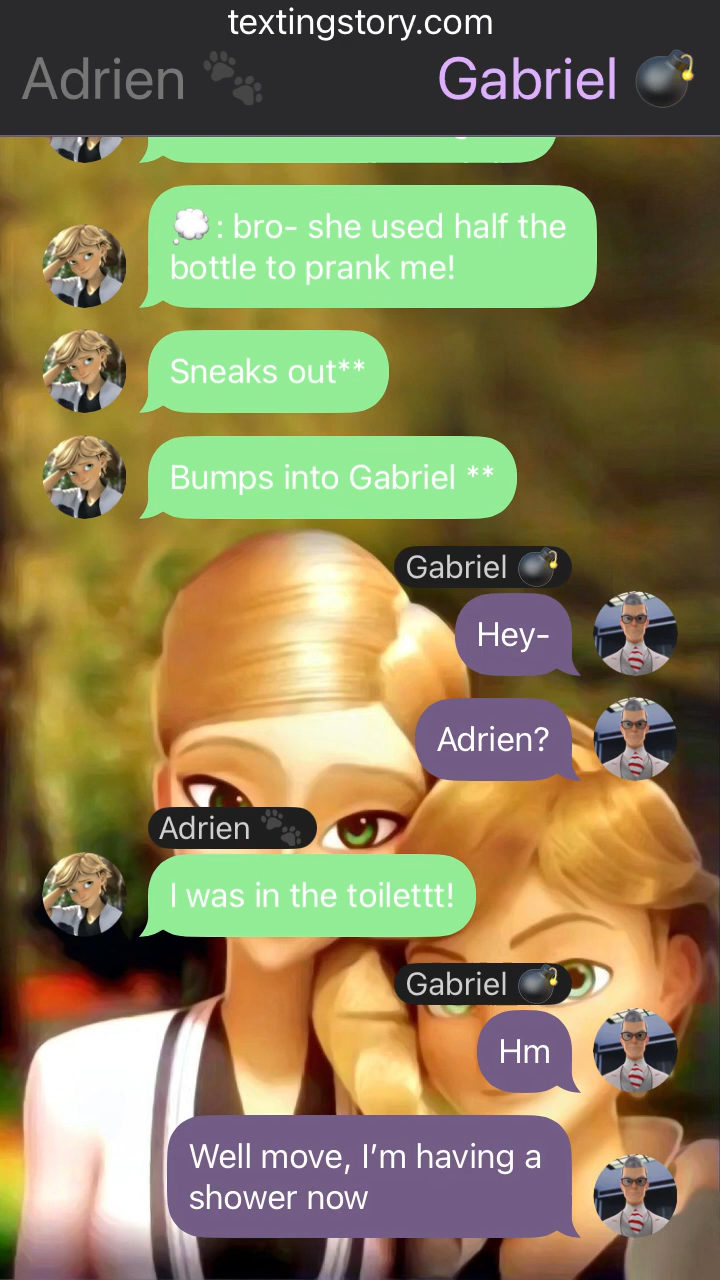 textingstory.com
Adrien 🐾 Gabriel 💣
💭: bro- she used half the
bottle to prank me!
Sneaks out**
Bumps into Gabriel **
Gabriel 💣
Hey-
Adrien?
Adrien 🐾
I was in the toilettt!
Gabriel 💣
Hm
Well move, I’m having a
shower now